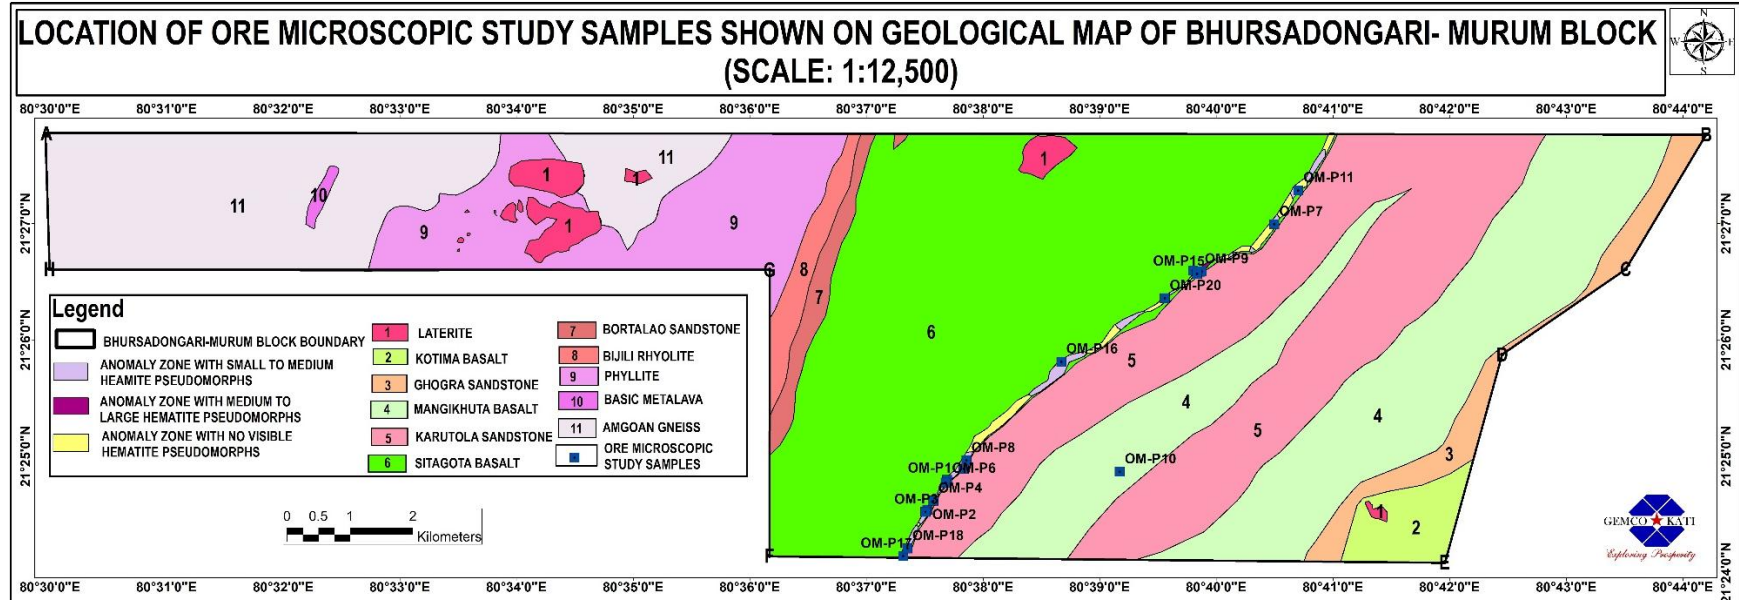 LOCATION OF ORE MICROSCOPIC STUDY SAMPLES SHOWN ON GEOLOGICAL MAP OF BHURSADONGARI- MURUM BLOCK
(SCALE: 1:12,500)
N
W E
S
80°30'0"E 80°31'0"E 80°32'0"E 80°33'0"E 80°34'0"E 80°35'0"E 80°36'0"E 80°37'0"E 80°38'0"E 80°39'0"E 80°40'0"E 80°41'0"E 80°42'0"E 80°43'0"E 80°44'0"E
A
B
11
1
1
1
10
11
9
1
9
OM-P11
OM-P7
21°27'0"N
21°27'0"N
H
G
8
7
OM-P15
OM-P9
OM-P20
C
6
OM-P16
5
D
21°26'0"N
21°26'0"N
4
4
5
OM-P8
OM-P1
OM-P6
OM-P10
3
OM-P4
OM-P3
OM-P2
1
2
OM-P18
OM-P17
F
E
21°25'0"N
21°25'0"N
21°24'0"N
21°24'0"N
Legend
BHURSADONGARI-MURUM BLOCK BOUNDARY
ANOMALY ZONE WITH SMALL TO MEDIUM
HEAMITE PSEUDOMORPHS
ANOMALY ZONE WITH MEDIUM TO
LARGE HEMATITE PSEUDOMORPHS
ANOMALY ZONE WITH NO VISIBLE
HEMATITE PSEUDOMORPHS
1 LATERITE
2 KOTIMA BASALT
3 GHOGRA SANDSTONE
4 MANGIKHUTA BASALT
5 KARUTOLA SANDSTONE
6 SITAGOTA BASALT
7 BORTALAO SANDSTONE
8 BIJILI RHYOLITE
9 PHYLLITE
10 BASIC METALAVA
11 AMGOAN GNEISS
ORE MICROSCOPIC
STUDY SAMPLES
0 0.5 1 2
Kilometers
GEMCO KATI
Exploring Prosperity
80°30'0"E 80°31'0"E 80°32'0"E 80°33'0"E 80°34'0"E 80°35'0"E 80°36'0"E 80°37'0"E 80°38'0"E 80°39'0"E 80°40'0"E 80°41'0"E 80°42'0"E 80°43'0"E 80°44'0"E